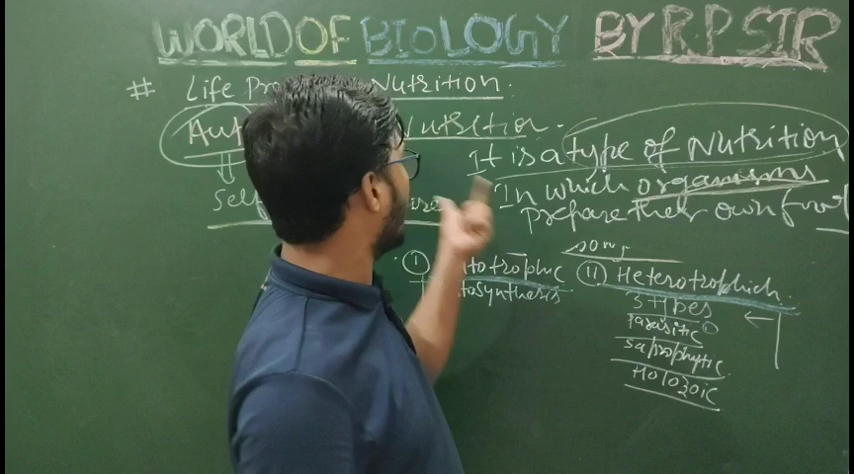 WORLD OF BIOLOGY BY R.P SIR
# Life Pro Nutrition.
Aut Nutrition -
It is a type of Nutrition
In which organisms
Self
prepare their own food
(I) totrophic
(II) Heterotrophich.
tosynthesis
3 types
Parasitic
Saprophytic
Holozoic